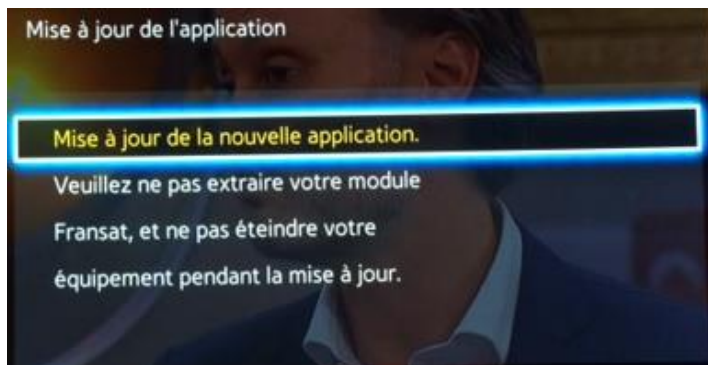 Mise à jour de l'application
Mise à jour de la nouvelle application.
Veuillez ne pas extraire votre module
Fransat, et ne pas éteindre votre
équipement pendant la mise à jour.